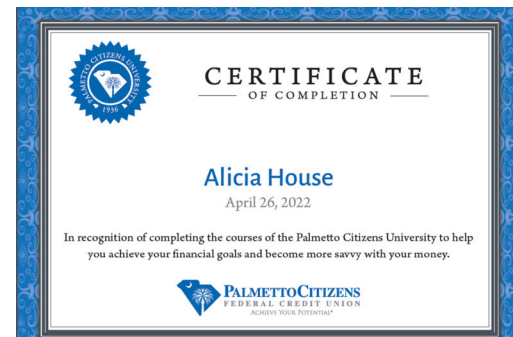 PALMETTO CITIZENS UNIVERSITY
1936
CERTIFICATE
OF COMPLETION
Alicia House
April 26, 2022
In recognition of completing the courses of the Palmetto Citizens University to help
you achieve your financial goals and become more savvy with your money.
PALMETTO CITIZENS
FEDERAL CREDIT UNION
ACHIEVE YOUR POTENTIAL®